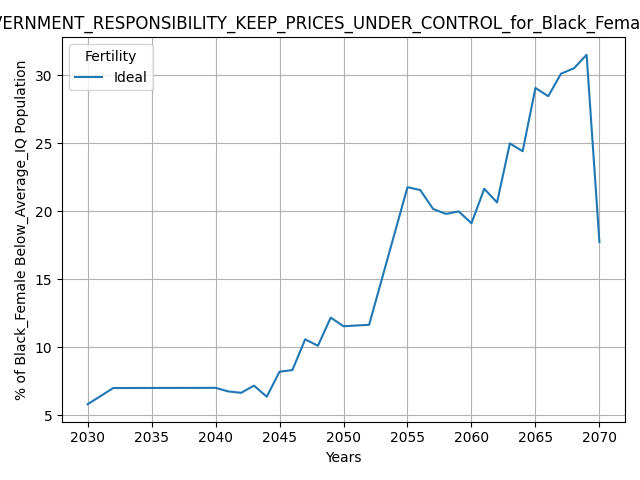 VERNMENT_RESPONSIBILITY_KEEP_PRICES_UNDER_CONTROL_for_Black_Fema
Fertility
Ideal
% of Black_Female Below_Average_IQ Population
30
25
20
15
10
5
2030 2035 2040 2045 2050 2055 2060 2065 2070
Years